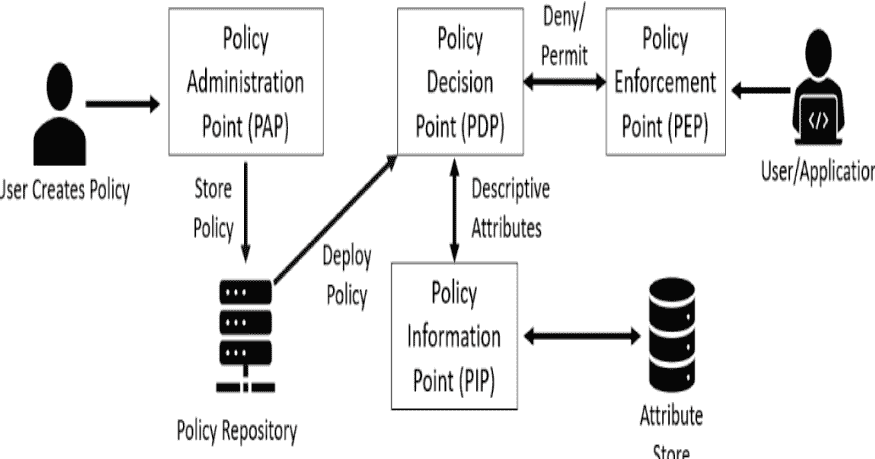 Policy
Administration
Point (PAP)
Policy
Decision
Point (PDP)
Deny/
Permit
Policy
Enforcement
Point (PEP)
User Creates Policy
</>
User/Application
Store
Policy
Descriptive
Attributes
Deploy
Policy
Policy
Information
Point (PIP)
Policy Repository
Attribute
Store